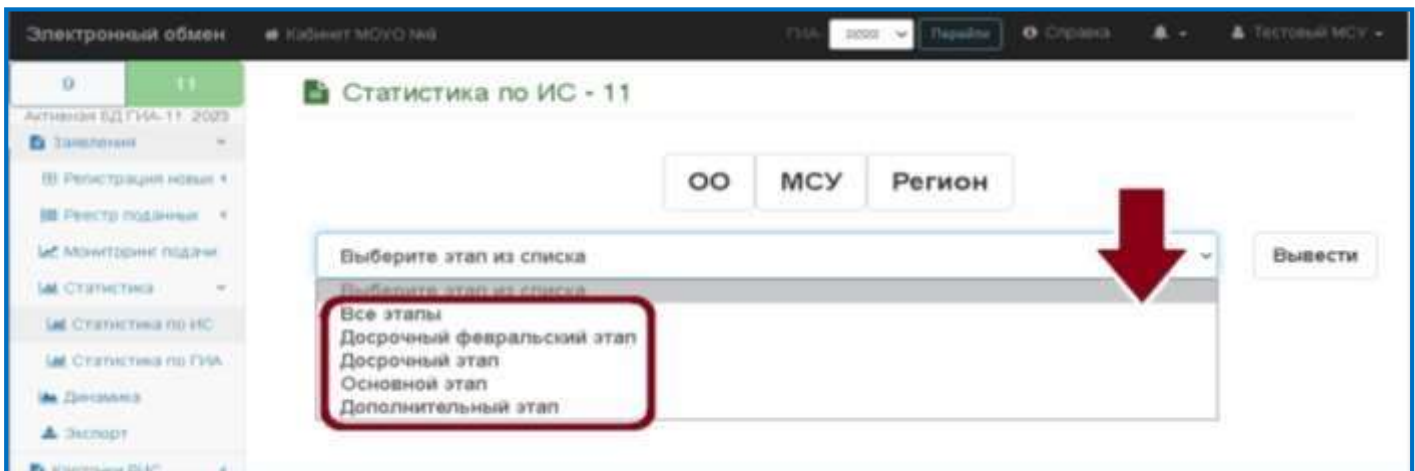 Электронный обмен Кабинет МОУО №8 ГИА- Перейти Справка Тестовый МСУ
9 11
Активная БД ГИА-11 2023
Статистика по ИС - 11
Заявления
Регистрация новых
ОО МСУ Регион
Реестр поданных
Мониторинг подачи
Выберите этап из списка Вывести
Статистика
Выберите этап из списка
Все этапы
Статистика по ИС
Досрочный февральский этап
Статистика по ГИА
Досрочный этап
Основной этап
Динамика
Дополнительный этап
Экспорт